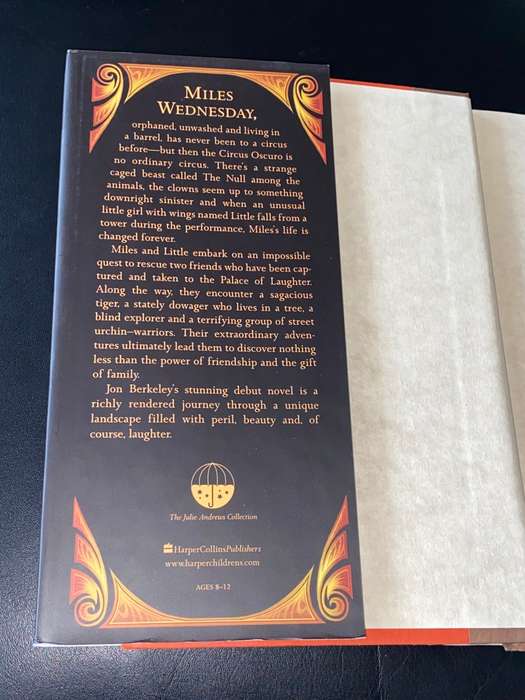 MILES
WEDNESDAY,
orphaned, unwashed and living in
a barrel, has never been to a circus
before—but then the Circus Oscuro is
no ordinary circus. There's a strange
caged beast called The Null among the
animals, the clowns seem up to something
downright sinister and when an unusual
little girl with wings named Little falls from a
tower during the performance, Miles's life is
changed forever.
Miles and Little embark on an impossible
quest to rescue two friends who have been cap-
tured and taken to the Palace of Laughter.
Along the way, they encounter a sagacious
tiger, a stately dowager who lives in a tree, a
blind explorer and a terrifying group of street
urchin–warriors. Their extraordinary adven-
tures ultimately lead them to discover nothing
less than the power of friendship and the gift
of family.
Jon Berkeley's stunning debut novel is a
richly rendered journey through a unique
landscape filled with peril, beauty and, of
course, laughter.
The Julie Andrews Collection
HarperCollinsPublishers
www.harperchildrens.com
AGES 8–12